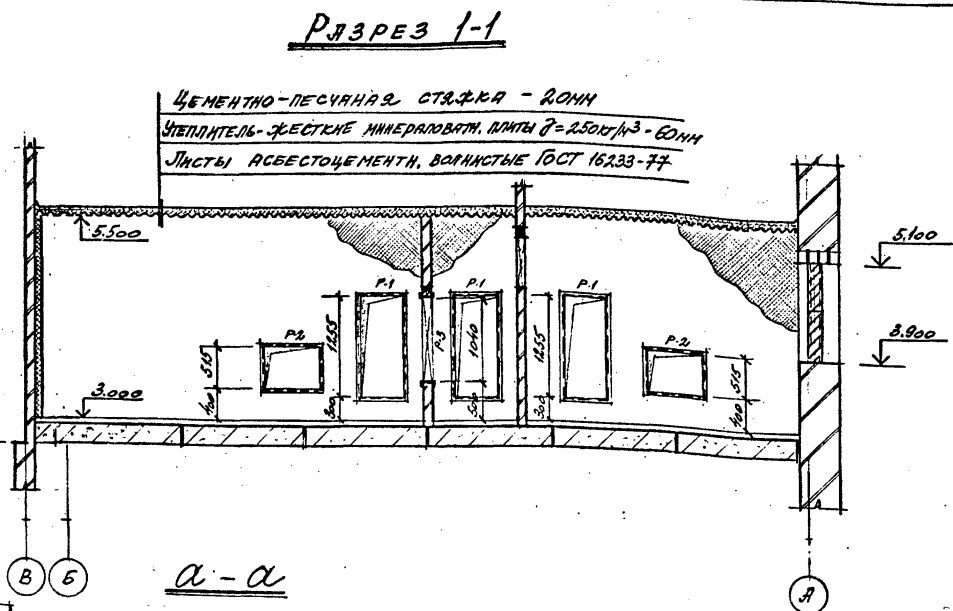 Разрез 1-1
Цементно-песчаная стяжка - 20мм
Утеплитель-жесткие минераловатн. плиты γ=250кг/м³-60мм
Листы асбестоцементн. волнистые ГОСТ 16233-77
5.500
5.100
Р-1
Р-1
Р-1
Р-2
1255
Р-3
1010
1255
Р-2
3.900
515
515
3.000
400
300
500
300
400
В
Б
а - а
А